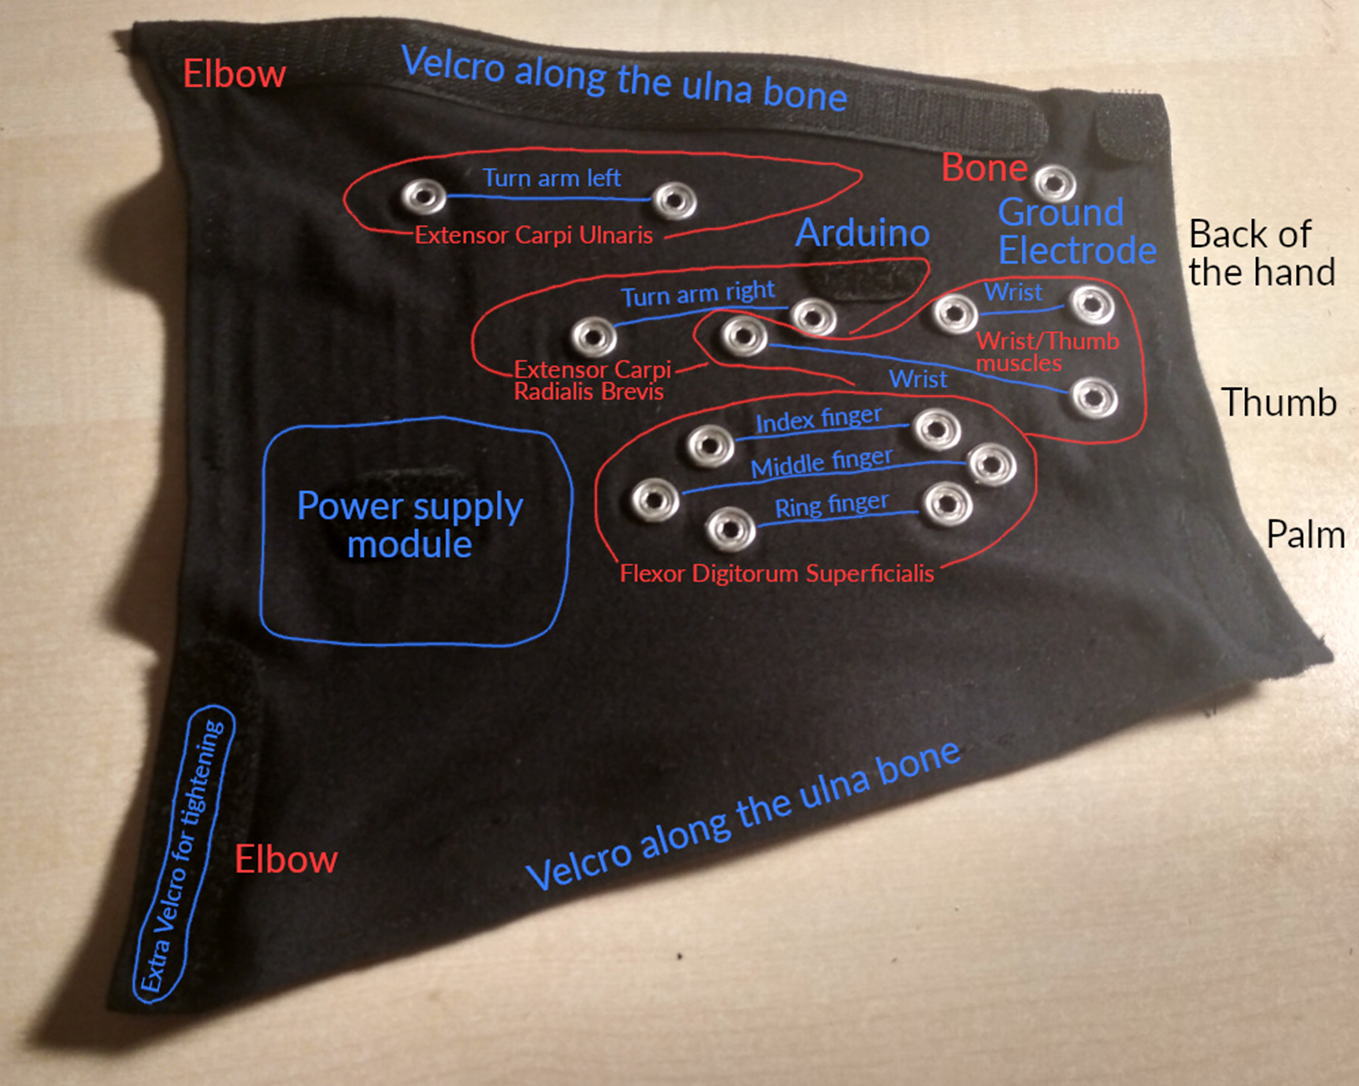 Elbow
Velcro along the ulna bone
Bone
Turn arm left
Extensor Carpi Ulnaris
Arduino
Ground
Electrode
Back of
the hand
Turn arm right
Wrist
Wrist/Thumb
muscles
Extensor Carpi
Radialis Brevis
Wrist
Thumb
Index finger
Middle finger
Ring finger
Flexor Digitorum Superficialis
Power supply
module
Palm
Extra Velcro for tightening
Elbow
Velcro along the ulna bone